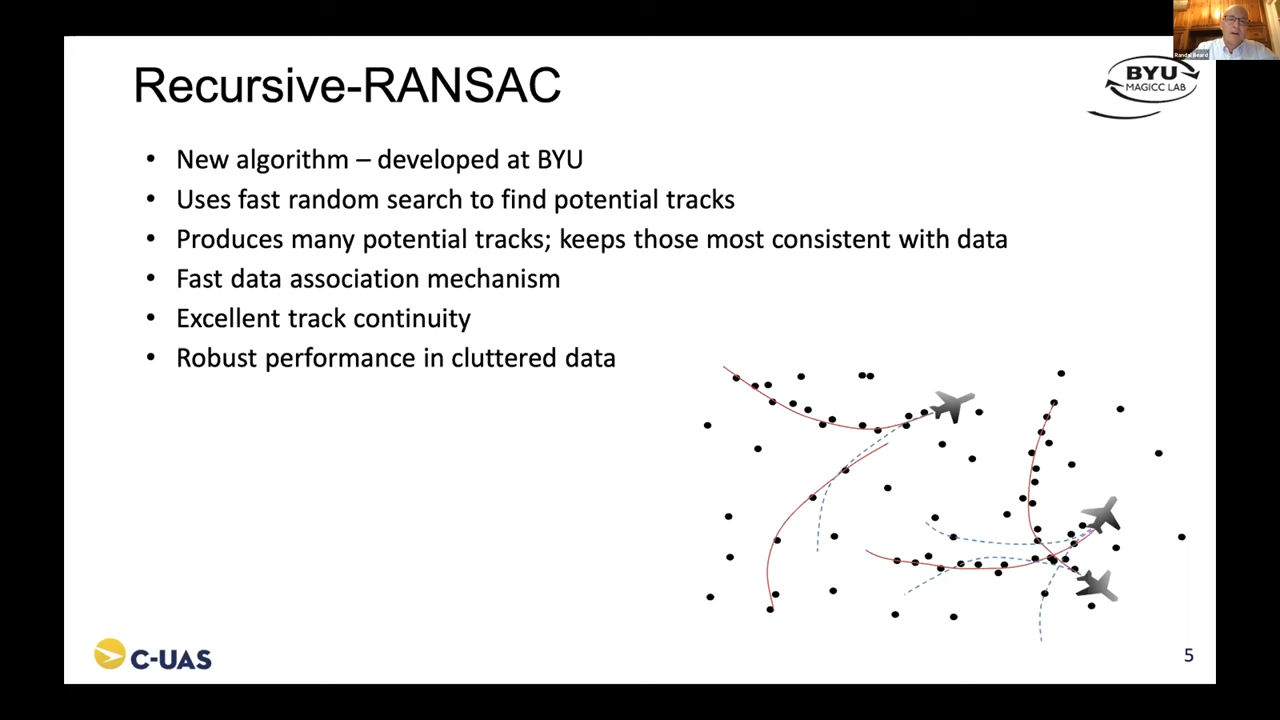 Randal Beard
Recursive-RANSAC
BYU
MAGICC LAB
• New algorithm – developed at BYU
• Uses fast random search to find potential tracks
• Produces many potential tracks; keeps those most consistent with data
• Fast data association mechanism
• Excellent track continuity
• Robust performance in cluttered data
C-UAS
5